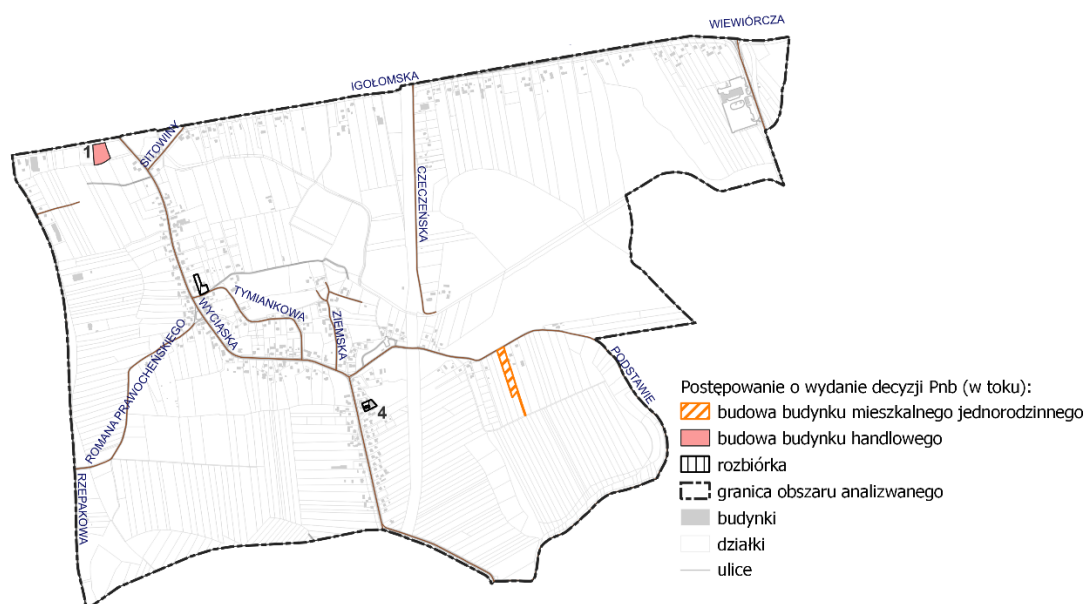 WIEWIÓRCZA
IGOŁOMSKA
SITOWINY
1
CZECZEŃSKA
TYMIANKOWA
WYCIĄSKA
ZIEMSKA
ROMANA PRAWOCHEŃSKIEGO
PODSTAWIE
4
RZEPAKOWA
Postępowanie o wydanie decyzji Pnb (w toku):
budowa budynku mieszkalnego jednorodzinnego
budowa budynku handlowego
rozbiórka
granica obszaru analizwanego
budynki
działki
ulice